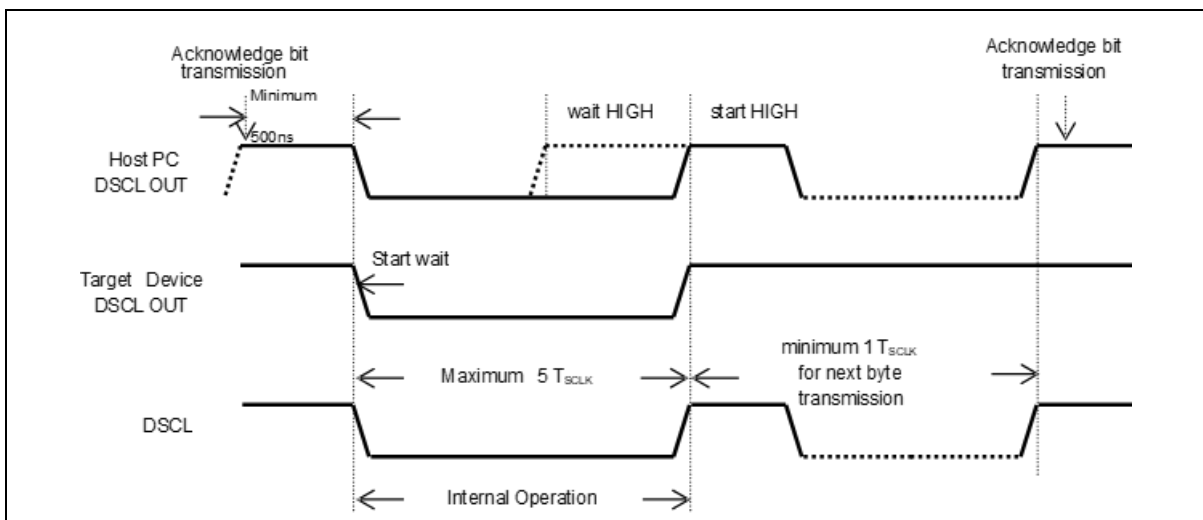 Acknowledge bit
transmission
Acknowledge bit
transmission
Minimum
500ns
wait HIGH
start HIGH
Host PC
DSCL OUT
Start wait
Target Device
DSCL OUT
Maximum 5 TSCLK
minimum 1 TSCLK
for next byte
transmission
DSCL
Internal Operation